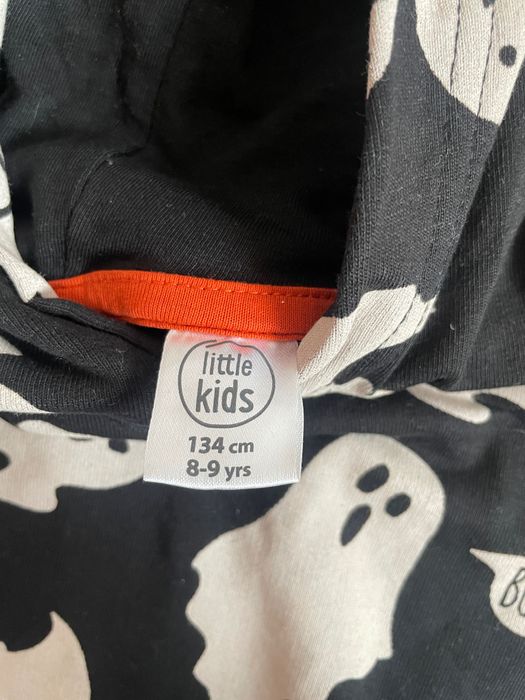 little
kids
134 cm
8-9 yrs